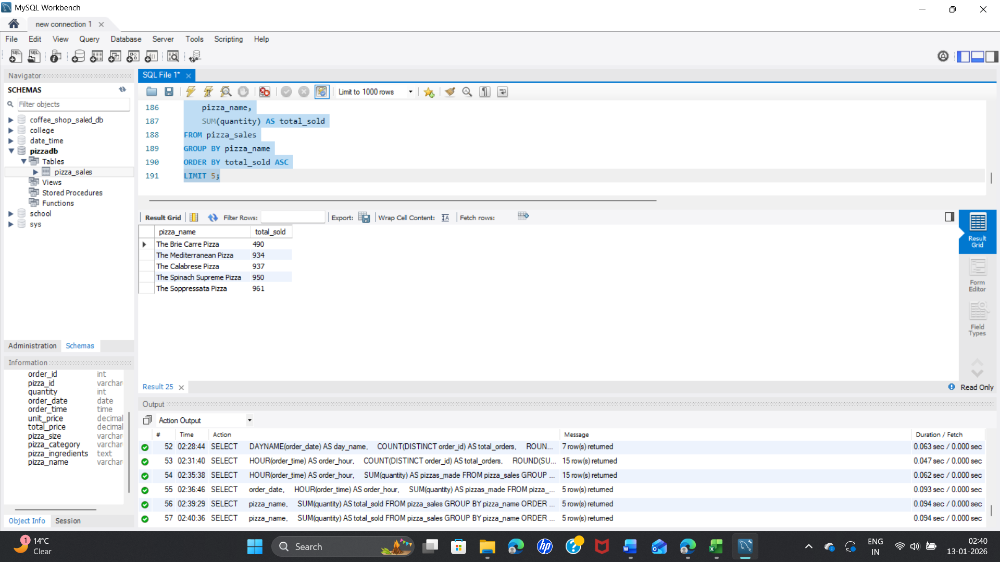 MySQL Workbench
new connection 1
File Edit View Query Database Server Tools Scripting Help
Navigator
SCHEMAS
Filter objects
coffee_shop_saled_db
college
date_time
pizzadb
Tables
pizza_sales
Views
Stored Procedures
Functions
school
sys
Administration Schemas
Information
order_id int
pizza_id varchar
quantity int
order_date date
order_time time
unit_price decimal
total_price decimal
pizza_size varchar
pizza_category varchar
pizza_ingredients text
pizza_name varchar
Object Info Session
SQL File 1*
Limit to 1000 rows
186 pizza_name,
187 SUM(quantity) AS total_sold
188 FROM pizza_sales
189 GROUP BY pizza_name
190 ORDER BY total_sold ASC
191 LIMIT 5;
Result Grid Filter Rows: Export: Wrap Cell Content: Fetch rows:
pizza_name total_sold
The Brie Carre Pizza 490
The Mediterranean Pizza 934
The Calabrese Pizza 937
The Spinach Supreme Pizza 950
The Soppressata Pizza 961
Result Grid
Form Editor
Field Types
Result 25
Read Only
Output
Action Output
# Time Action Message Duration / Fetch
52 02:28:44 SELECT DAYNAME(order_date) AS day_name, COUNT(DISTINCT order_id) AS total_orders, ROUN... 7 row(s) returned 0.063 sec / 0.000 sec
53 02:31:40 SELECT HOUR(order_time) AS order_hour, COUNT(DISTINCT order_id) AS total_orders, ROUND(SU... 15 row(s) returned 0.047 sec / 0.000 sec
54 02:35:38 SELECT HOUR(order_time) AS order_hour, SUM(quantity) AS pizzas_made FROM pizza_sales GROUP ... 15 row(s) returned 0.062 sec / 0.000 sec
55 02:36:46 SELECT order_date, HOUR(order_time) AS order_hour, SUM(quantity) AS pizzas_made FROM pizza_... 5 row(s) returned 0.093 sec / 0.000 sec
56 02:39:29 SELECT pizza_name, SUM(quantity) AS total_sold FROM pizza_sales GROUP BY pizza_name ORDER ... 5 row(s) returned 0.094 sec / 0.000 sec
57 02:40:36 SELECT pizza_name, SUM(quantity) AS total_sold FROM pizza_sales GROUP BY pizza_name ORDER ... 5 row(s) returned 0.094 sec / 0.000 sec
1 14°C
Clear
Search
ENG
IN
02:40
13-01-2026